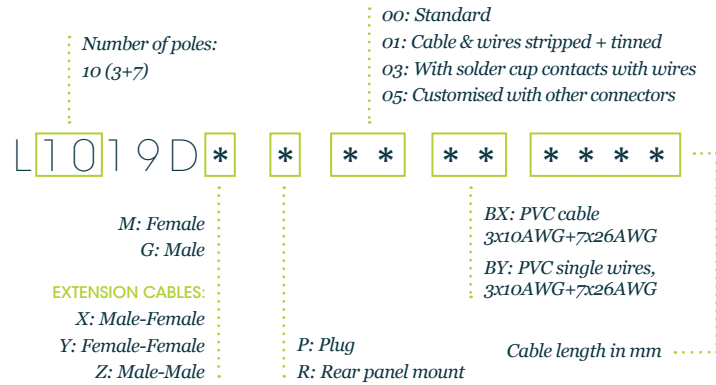 Number of poles:
10 (3+7)
00: Standard
01: Cable & wires stripped + tinned
03: With solder cup contacts with wires
05: Customised with other connectors
L1019D* * ** ** ****
M: Female
G: Male
EXTENSION CABLES:
X: Male-Female
Y: Female-Female
Z: Male-Male
P: Plug
R: Rear panel mount
BX: PVC cable
3x10AWG+7x26AWG
BY: PVC single wires,
3x10AWG+7x26AWG
Cable length in mm